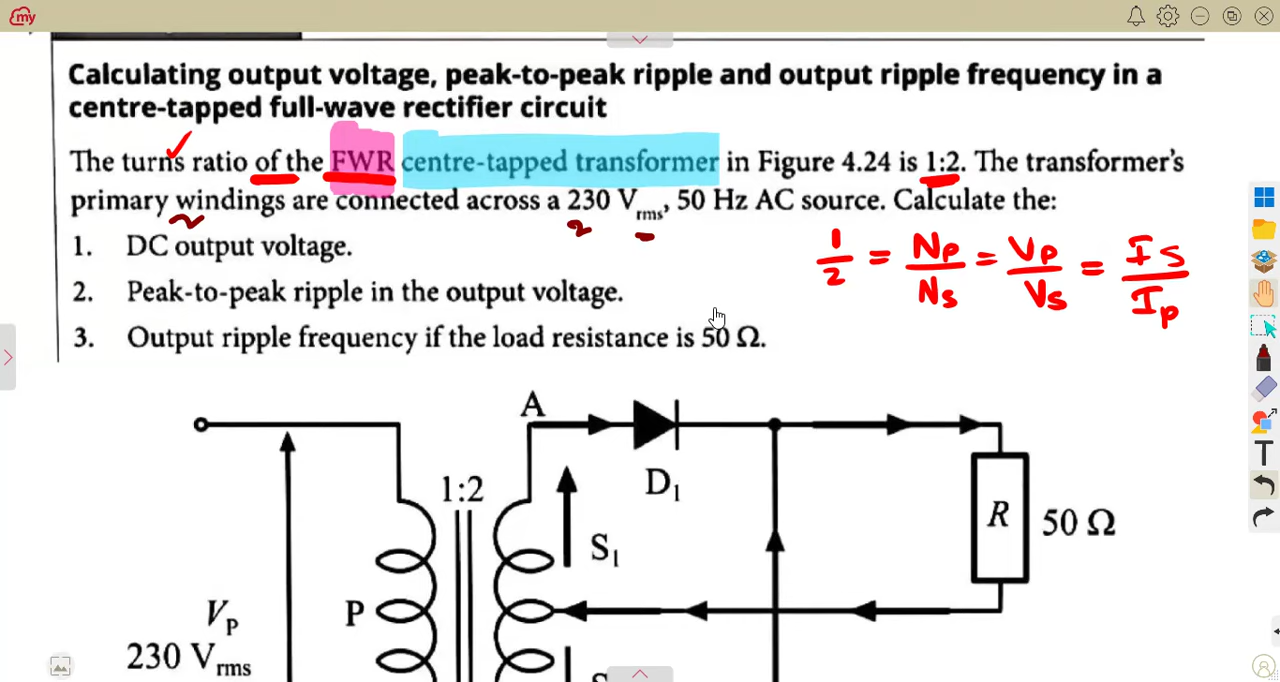 my
Calculating output voltage, peak-to-peak ripple and output ripple frequency in a
centre-tapped full-wave rectifier circuit
The turns ratio of the FWR centre-tapped transformer in Figure 4.24 is 1:2. The transformer's
primary windings are connected across a 230 Vrms, 50 Hz AC source. Calculate the:
1. DC output voltage.
2. Peak-to-peak ripple in the output voltage.
3. Output ripple frequency if the load resistance is 50 Ω.
1/2 = Np/Ns = Vp/Vs = Is/Ip
A
1:2
D1
R 50 Ω
S1
P
VP
230 Vrms
T